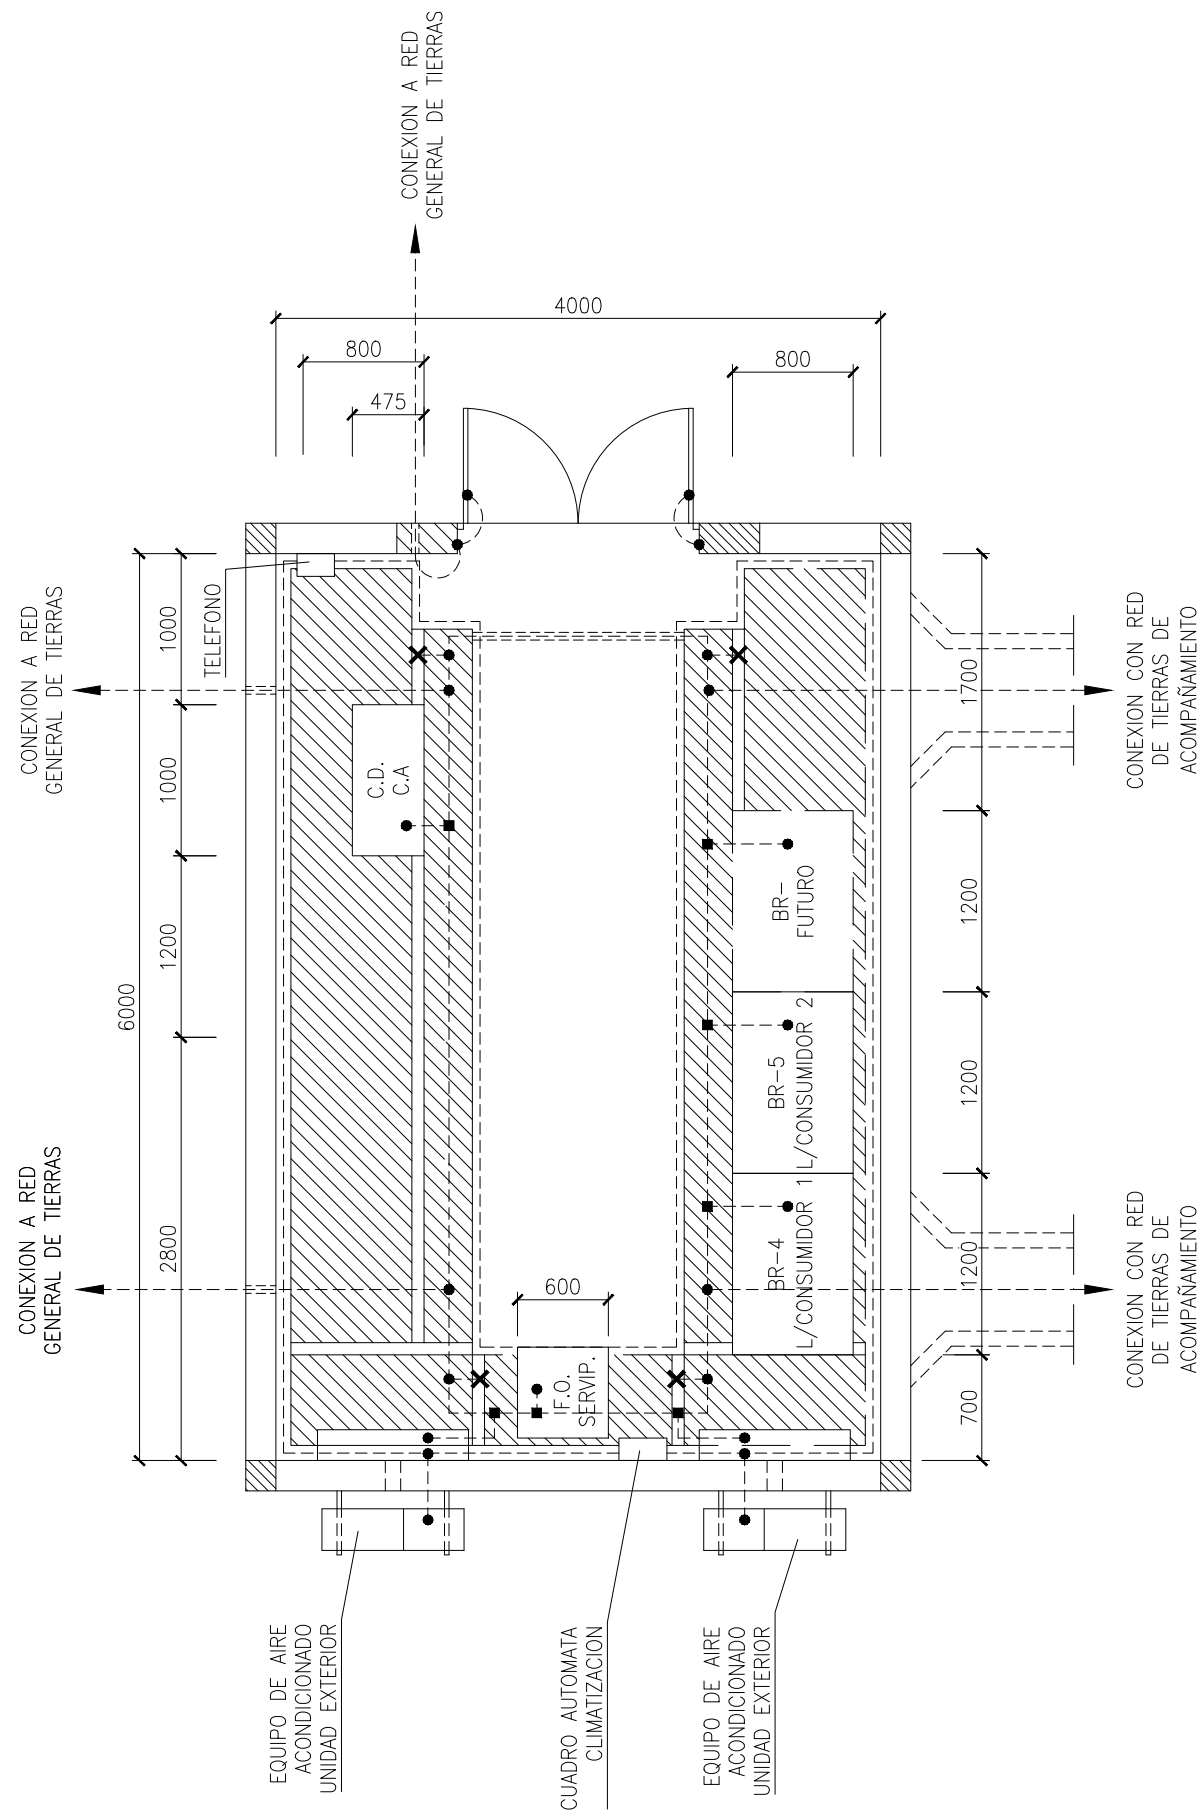 CONEXION A RED
GENERAL DE TIERRAS
4000
800
475
800
CONEXION A RED
GENERAL DE TIERRAS
TELEFONO
6000
1000
1000
1200
2800
C.D.
C.A
CONEXION A RED
GENERAL DE TIERRAS
BR-
FUTURO
BR-5
L/CONSUMIDOR 2
BR-4
L/CONSUMIDOR 1
600
F.O.
SERVIP.
1700
1200
1200
1200
700
CONEXION CON RED
DE TIERRAS DE
ACOMPAÑAMIENTO
CONEXION CON RED
DE TIERRAS DE
ACOMPAÑAMIENTO
EQUIPO DE AIRE
ACONDICIONADO
UNIDAD EXTERIOR
CUADRO AUTOMATA
CLIMATIZACION
EQUIPO DE AIRE
ACONDICIONADO
UNIDAD EXTERIOR